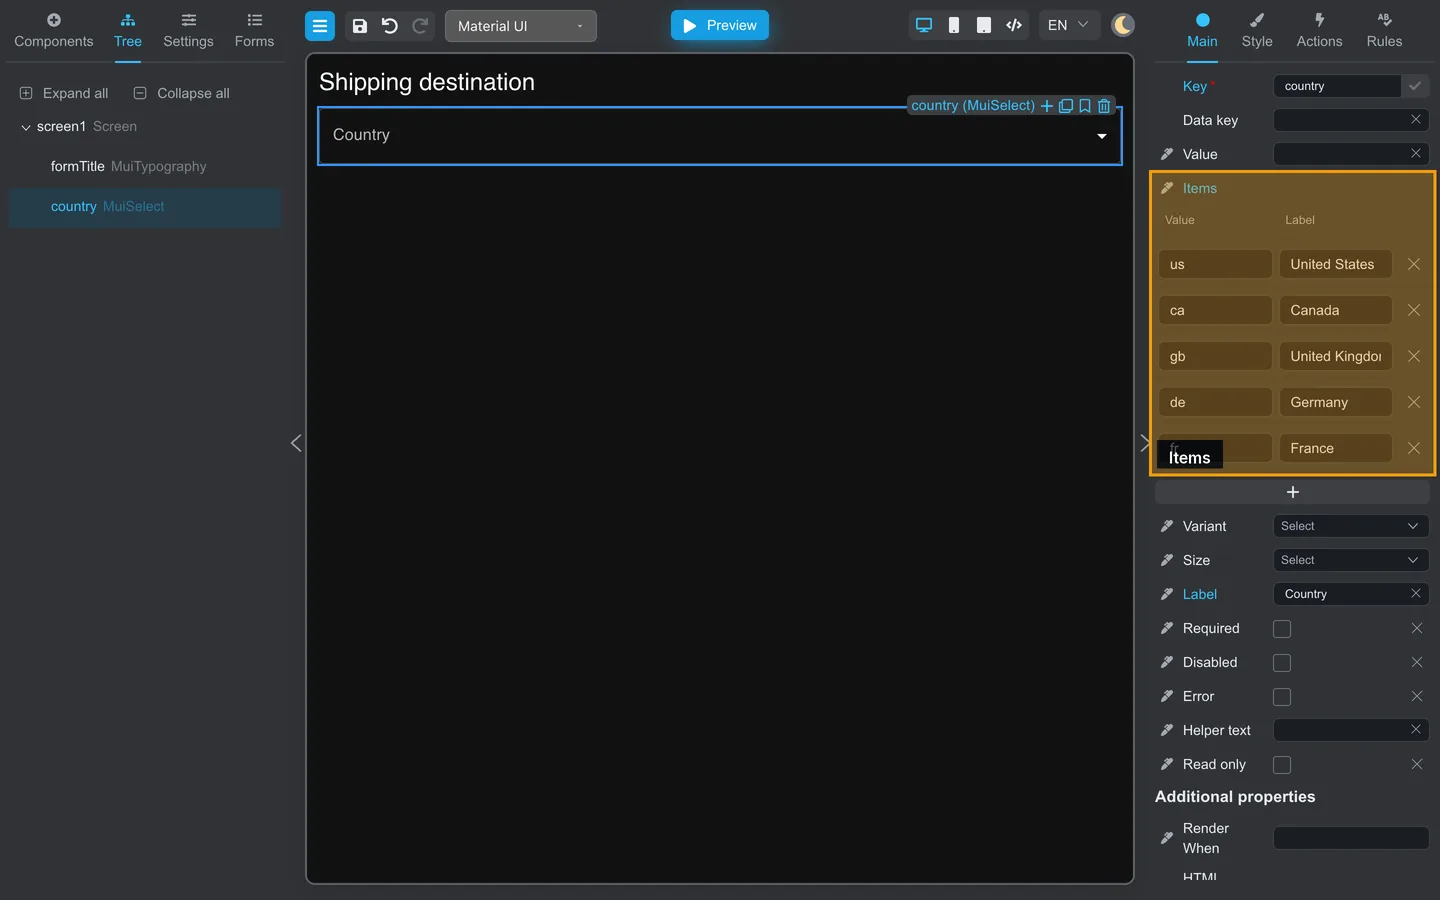 Components Tree Settings Forms
Material UI
Preview
EN
Main Style Actions Rules
Expand all Collapse all
screen1 Screen
formTitle MuiTypography
country MuiSelect
Shipping destination
country (MuiSelect)
Country
Key * country
Data key
Value
Items
Value Label
us United States
ca Canada
gb United Kingdor
de Germany
fr France
Items
+
Variant Select
Size Select
Label Country
Required
Disabled
Error
Helper text
Read only
Additional properties
Render
When
HTML